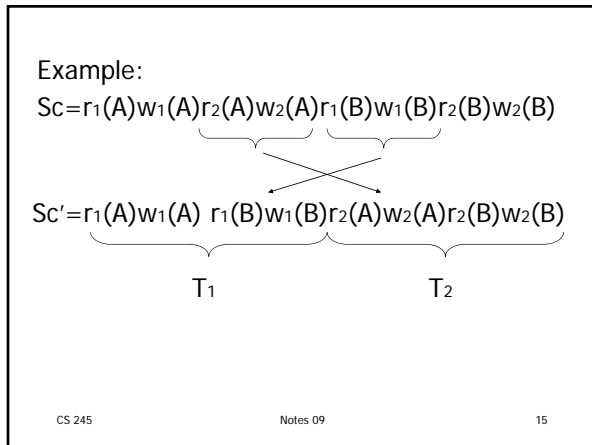 Example:
Sc=r1(A)w1(A)r2(A)w2(A)r1(B)w1(B)r2(B)w2(B)
Sc'=r1(A)w1(A) r1(B)w1(B)r2(A)w2(A)r2(B)w2(B)
T1 T2
CS 245 Notes 09 15